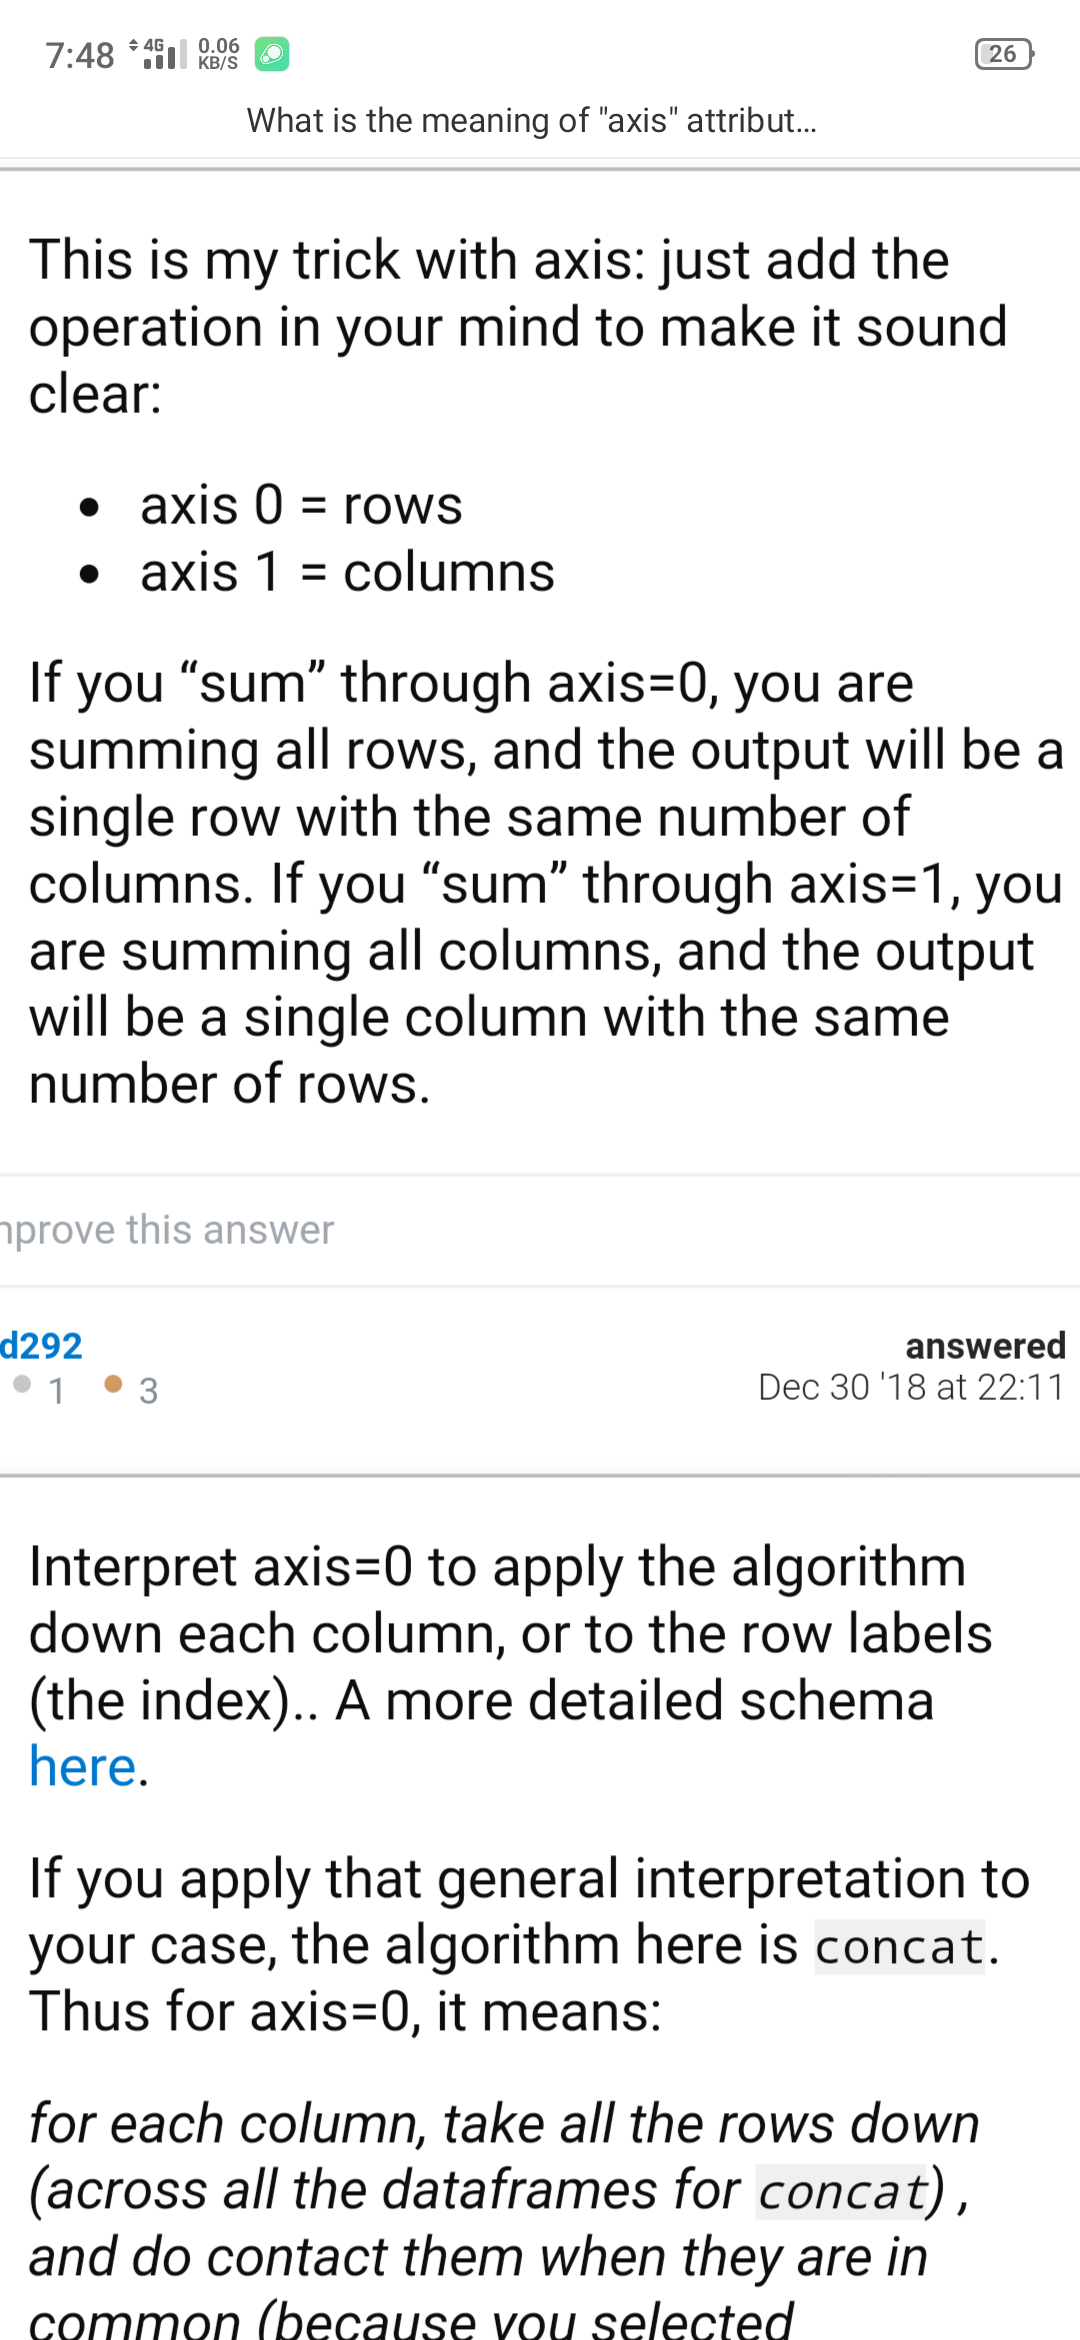 7:48 4G 0.06 KB/S 26
What is the meaning of "axis" attribut...
This is my trick with axis: just add the
operation in your mind to make it sound
clear:
• axis 0 = rows
• axis 1 = columns
If you “sum” through axis=0, you are
summing all rows, and the output will be a
single row with the same number of
columns. If you “sum” through axis=1, you
are summing all columns, and the output
will be a single column with the same
number of rows.
nprove this answer
d292 answered
1 3 Dec 30 '18 at 22:11
Interpret axis=0 to apply the algorithm
down each column, or to the row labels
(the index).. A more detailed schema
here.
If you apply that general interpretation to
your case, the algorithm here is concat.
Thus for axis=0, it means:
for each column, take all the rows down
(across all the dataframes for concat) ,
and do contact them when they are in
common (because you selected